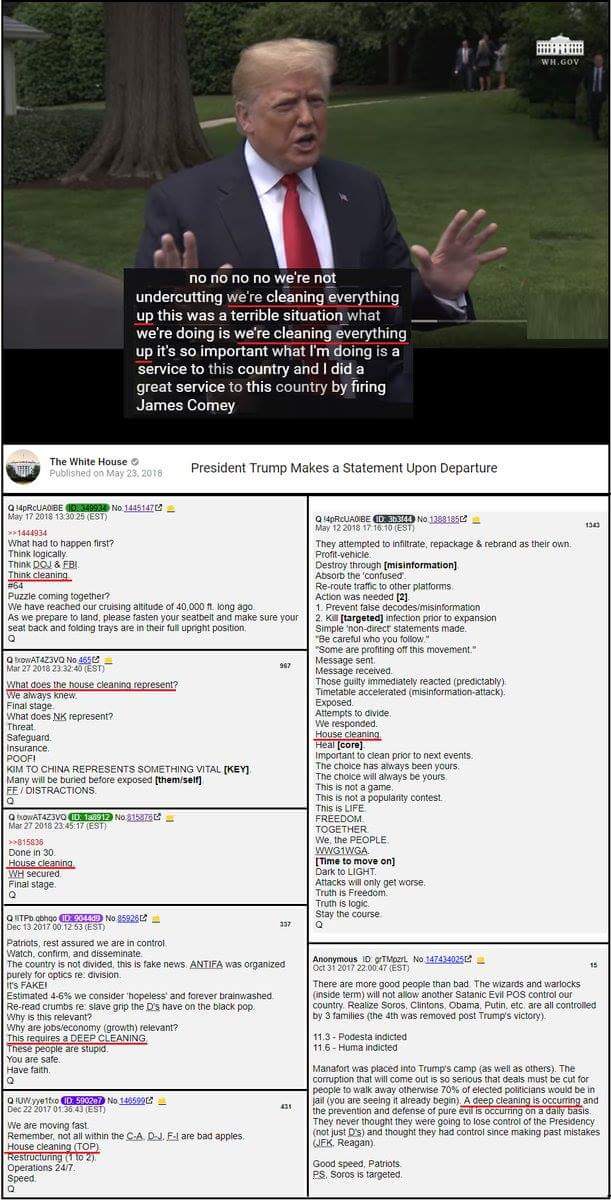 WH.GOV
no no no no we're not
undercutting we're cleaning everything
up this was a terrible situation what
we're doing is we're cleaning everything
up it's so important what I'm doing is a
service to this country and I did a
great service to this country by firing
James Comey
The White House
Published on May 23, 2018
President Trump Makes a Statement Upon Departure
Q !4pRcUA0lBE ID: 349934 No.1445147
May 17 2018 13:30:25 (EST)
>>1444934
What had to happen first?
Think logically.
Think DOJ & FBI.
Think cleaning.
#64
Puzzle coming together?
We have reached our cruising altitude of 40,000 ft. long ago.
As we prepare to land, please fasten your seatbelt and make sure your
seat back and folding trays are in their full upright position.
Q
Q !xowAT4Z3VQ No.465
967
Mar 27 2018 23:32:40 (EST)
What does the house cleaning represent?
We always knew.
Final stage.
What does NK represent?
Threat.
Safeguard.
Insurance.
POOF!
KIM TO CHINA REPRESENTS SOMETHING VITAL [KEY].
Many will be buried before exposed [them/self].
FF / DISTRACTIONS.
Q
Q !xowAT4Z3VQ ID: 1a8912 No.815876
Mar 27 2018 23:45:17 (EST)
>>815836
Done in 30.
House cleaning.
WH secured.
Final stage.
Q
Q !ITPb.qbhqo ID: 9044d9 No.85926
337
Dec 13 2017 00:12:53 (EST)
Patriots, rest assured we are in control.
Watch, confirm, and disseminate.
The country is not divided, this is fake news. ANTIFA was organized
purely for optics re: division.
It's FAKE!
Estimated 4-6% we consider 'hopeless' and forever brainwashed.
Re-read crumbs re: slave grip the D's have on the black pop.
Why is this relevant?
Why are jobs/economy (growth) relevant?
This requires a DEEP CLEANING.
These people are stupid.
You are safe.
Have faith.
Q
Q !UW.yye1fxo ID: 5902e7 No.146599
431
Dec 22 2017 01:36:43 (EST)
We are moving fast.
Remember, not all within the C-A, D-J, F-I are bad apples.
House cleaning (TOP).
Restructuring (1 to 2).
Operations 24/7.
Speed.
Q
Q !4pRcUA0lBE ID: 3b3f44 No.1388185
1343
May 12 2018 17:16:10 (EST)
They attempted to infiltrate, repackage & rebrand as their own.
Profit-vehicle.
Destroy through [misinformation].
Absorb the 'confused'.
Re-route traffic to other platforms.
Action was needed [2].
1. Prevent false decodes/misinformation
2. Kill [targeted] infection prior to expansion
Simple 'non-direct' statements made.
"Be careful who you follow."
"Some are profiting off this movement."
Message sent.
Message received.
Those guilty immediately reacted (predictably).
Timetable accelerated (misinformation-attack).
Exposed.
Attempts to divide.
We responded.
House cleaning.
Heal [core].
Important to clean prior to next events.
The choice has always been yours.
The choice will always be yours.
This is not a game.
This is not a popularity contest.
This is LIFE.
FREEDOM.
TOGETHER.
We, the PEOPLE.
WWG1WGA.
[Time to move on]
Dark to LIGHT.
Attacks will only get worse.
Truth is Freedom.
Truth is logic.
Stay the course.
Q
Anonymous ID: grTMpzrL No.147434025
15
Oct 31 2017 22:00:47 (EST)
There are more good people than bad. The wizards and warlocks
(inside term) will not allow another Satanic Evil POS control our
country. Realize Soros, Clintons, Obama, Putin, etc. are all controlled
by 3 families (the 4th was removed post Trump's victory).
11.3 - Podesta indicted
11.6 - Huma indicted
Manafort was placed into Trump's camp (as well as others). The
corruption that will come out is so serious that deals must be cut for
people to walk away otherwise 70% of elected politicians would be in
jail (you are seeing it already begin). A deep cleaning is occurring and
the prevention and defense of pure evil is occurring on a daily basis.
They never thought they were going to lose control of the Presidency
(not just D's) and thought they had control since making past mistakes
(JFK, Reagan).
Good speed, Patriots.
PS, Soros is targeted.